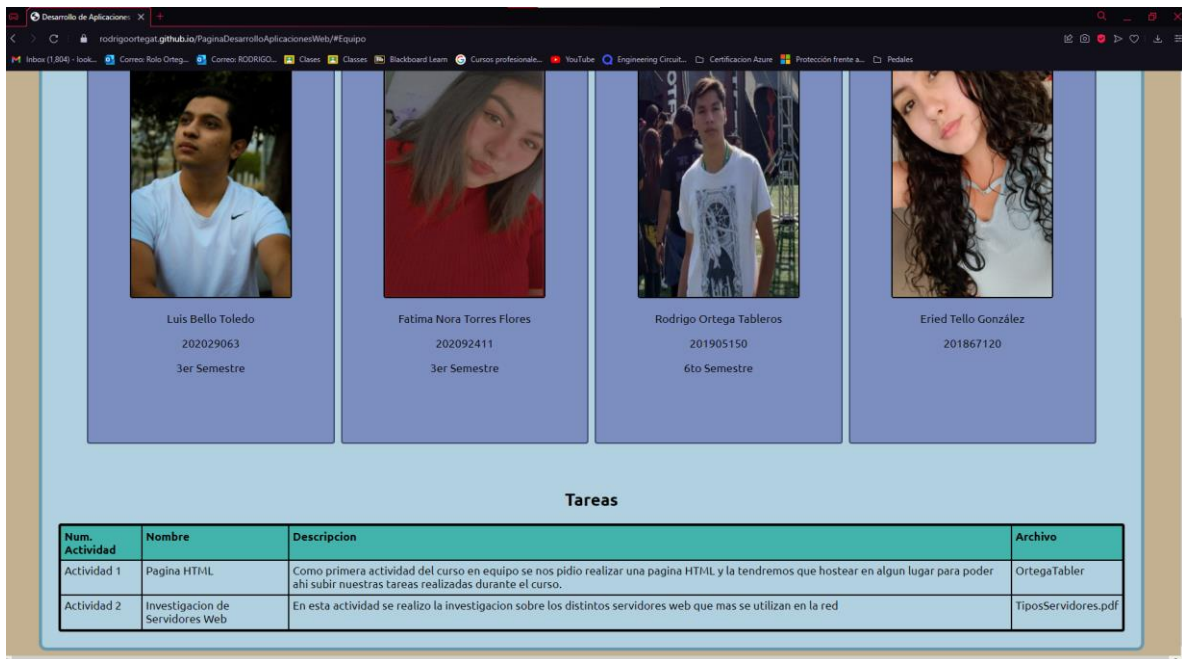 Desarrollo de Aplicaciones
rodrigoortegat.github.io/PaginaDesarrolloAplicacionesWeb/#Equipo
Inbox (1,804) - look... Correo: Rolo Orteg... Correo: RODRIGO... Clases Classes Blackboard Learn Cursos profesionale... YouTube Engineering Circuit... Certificacion Azure Protección frente a... Pedales
Luis Bello Toledo Fatima Nora Torres Flores Rodrigo Ortega Tableros Eried Tello González
202029063 202092411 201905150 201867120
3er Semestre 3er Semestre 6to Semestre
Tareas
Num. Actividad Nombre Descripcion Archivo
Actividad 1 Pagina HTML Como primera actividad del curso en equipo se nos pidio realizar una pagina HTML y la tendremos que hostear en algun lugar para poder OrtegaTabler
ahi subir nuestras tareas realizadas durante el curso.
Actividad 2 Investigacion de En esta actividad se realizo la investigacion sobre los distintos servidores web que mas se utilizan en la red TiposServidores.pdf
Servidores Web